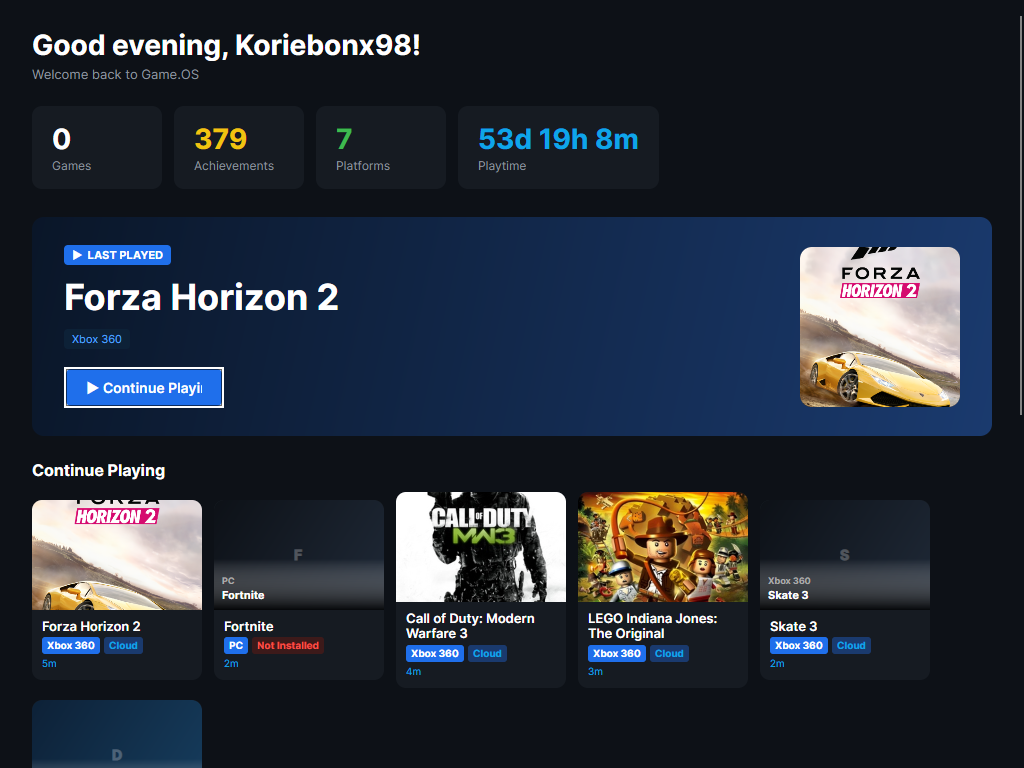 Good evening, Koriebonx98!
Welcome back to Game.OS
0
Games
379
Achievements
7
Platforms
53d 19h 8m
Playtime
▶ LAST PLAYED
Forza Horizon 2
Xbox 360
▶ Continue Playi
FORZA
HORIZON 2
Continue Playing
FORZA
HORIZON 2
Forza Horizon 2
Xbox 360 Cloud
5m
F
PC
Fortnite
Fortnite
PC Not Installed
2m
CALL OF DUTY
MW3
Call of Duty: Modern
Warfare 3
Xbox 360 Cloud
4m
LEGO Indiana Jones:
The Original
Xbox 360 Cloud
3m
S
Xbox 360
Skate 3
Skate 3
Xbox 360 Cloud
2m
D